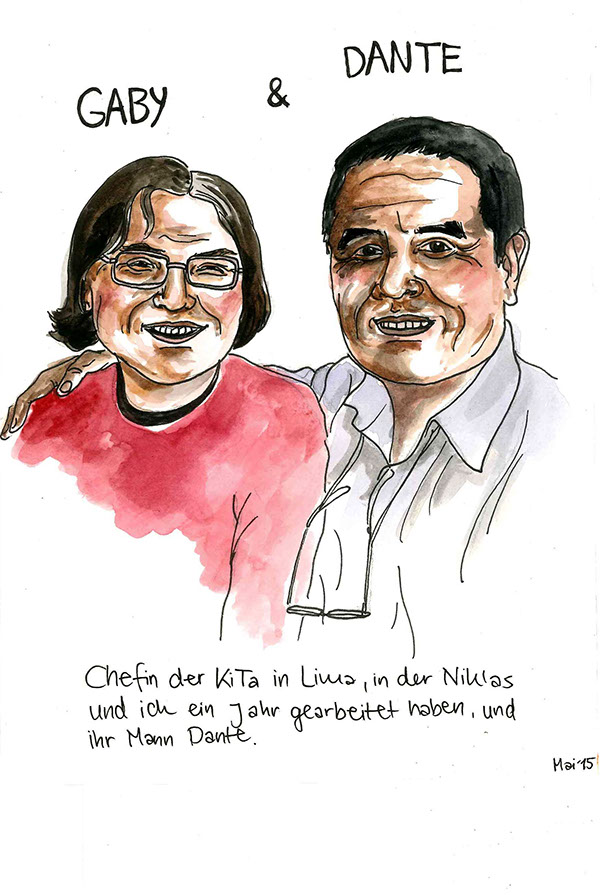 GABY & DANTE
Chefin der KiTa in Lima, in der Niklas
und ich ein Jahr gearbeitet haben, und
ihr Mann Dante.
Mai '15